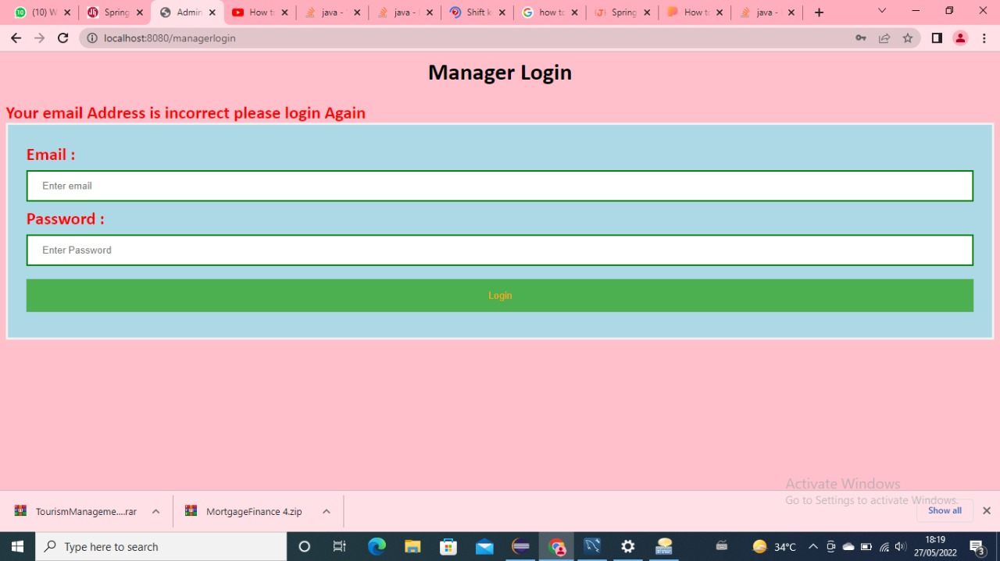 (10) W
Spring
Admin
How to
java -
java -
Shift k
how to
Spring
How to
java -
localhost:8080/managerlogin
Manager Login
Your email Address is incorrect please login Again
Email :
Enter email
Password :
Enter Password
Login
Activate Windows
Go to Settings to activate Windows.
TourismManageme....rar
MortgageFinance 4.zip
Show all
Type here to search
34°C
18:19
27/05/2022
3